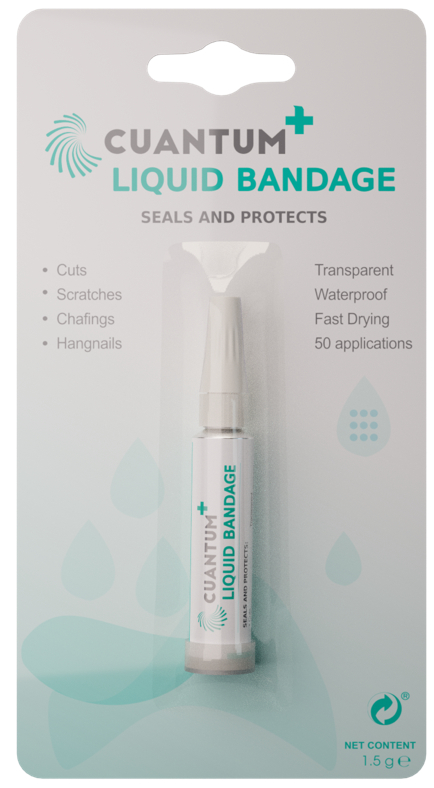 CUANTUM+
LIQUID BANDAGE
SEALS AND PROTECTS
• Cuts
• Scratches
• Chafings
• Hangnails
Transparent
Waterproof
Fast Drying
50 applications
CUANTUM+
LIQUID BANDAGE
SEALS AND PROTECTS:
®
NET CONTENT
1.5 g ℮